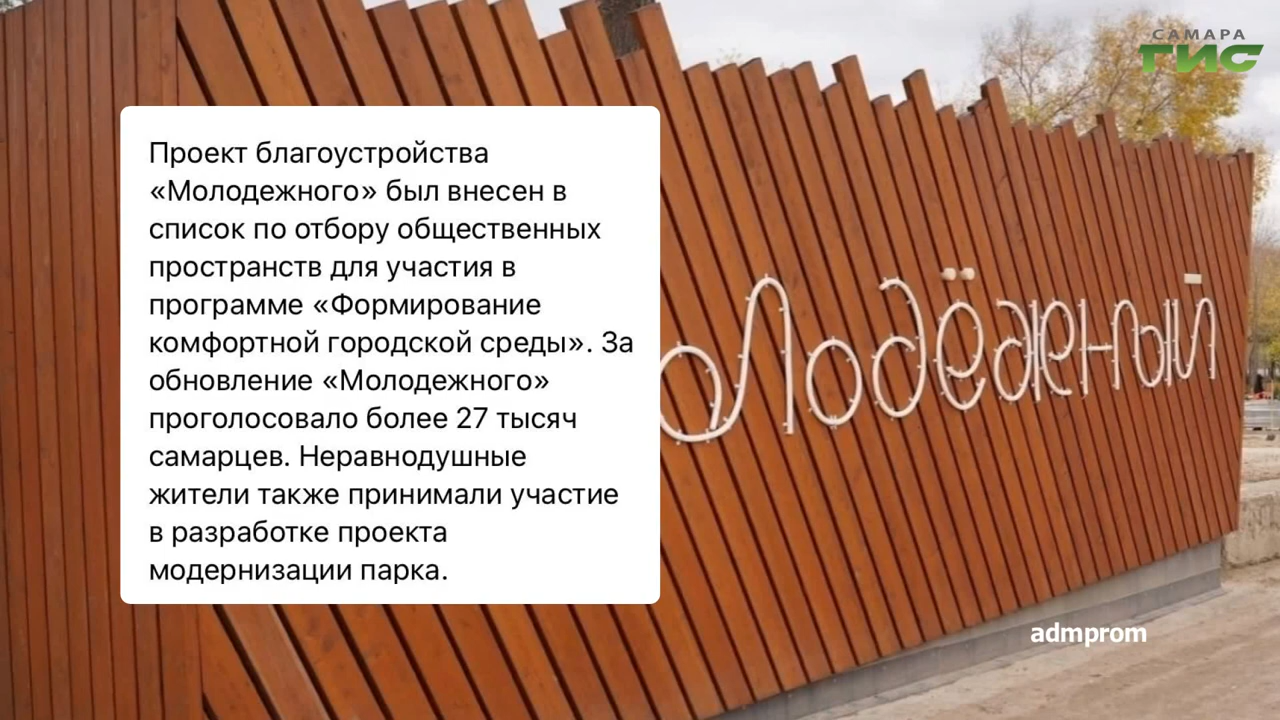 САМАРА
ГИС
Проект благоустройства
«Молодежного» был внесен в
список по отбору общественных
пространств для участия в
программе «Формирование
комфортной городской среды». За
обновление «Молодежного»
проголосовало более 27 тысяч
самарцев. Неравнодушные
жители также принимали участие
в разработке проекта
модернизации парка.
олодёжный
admprom